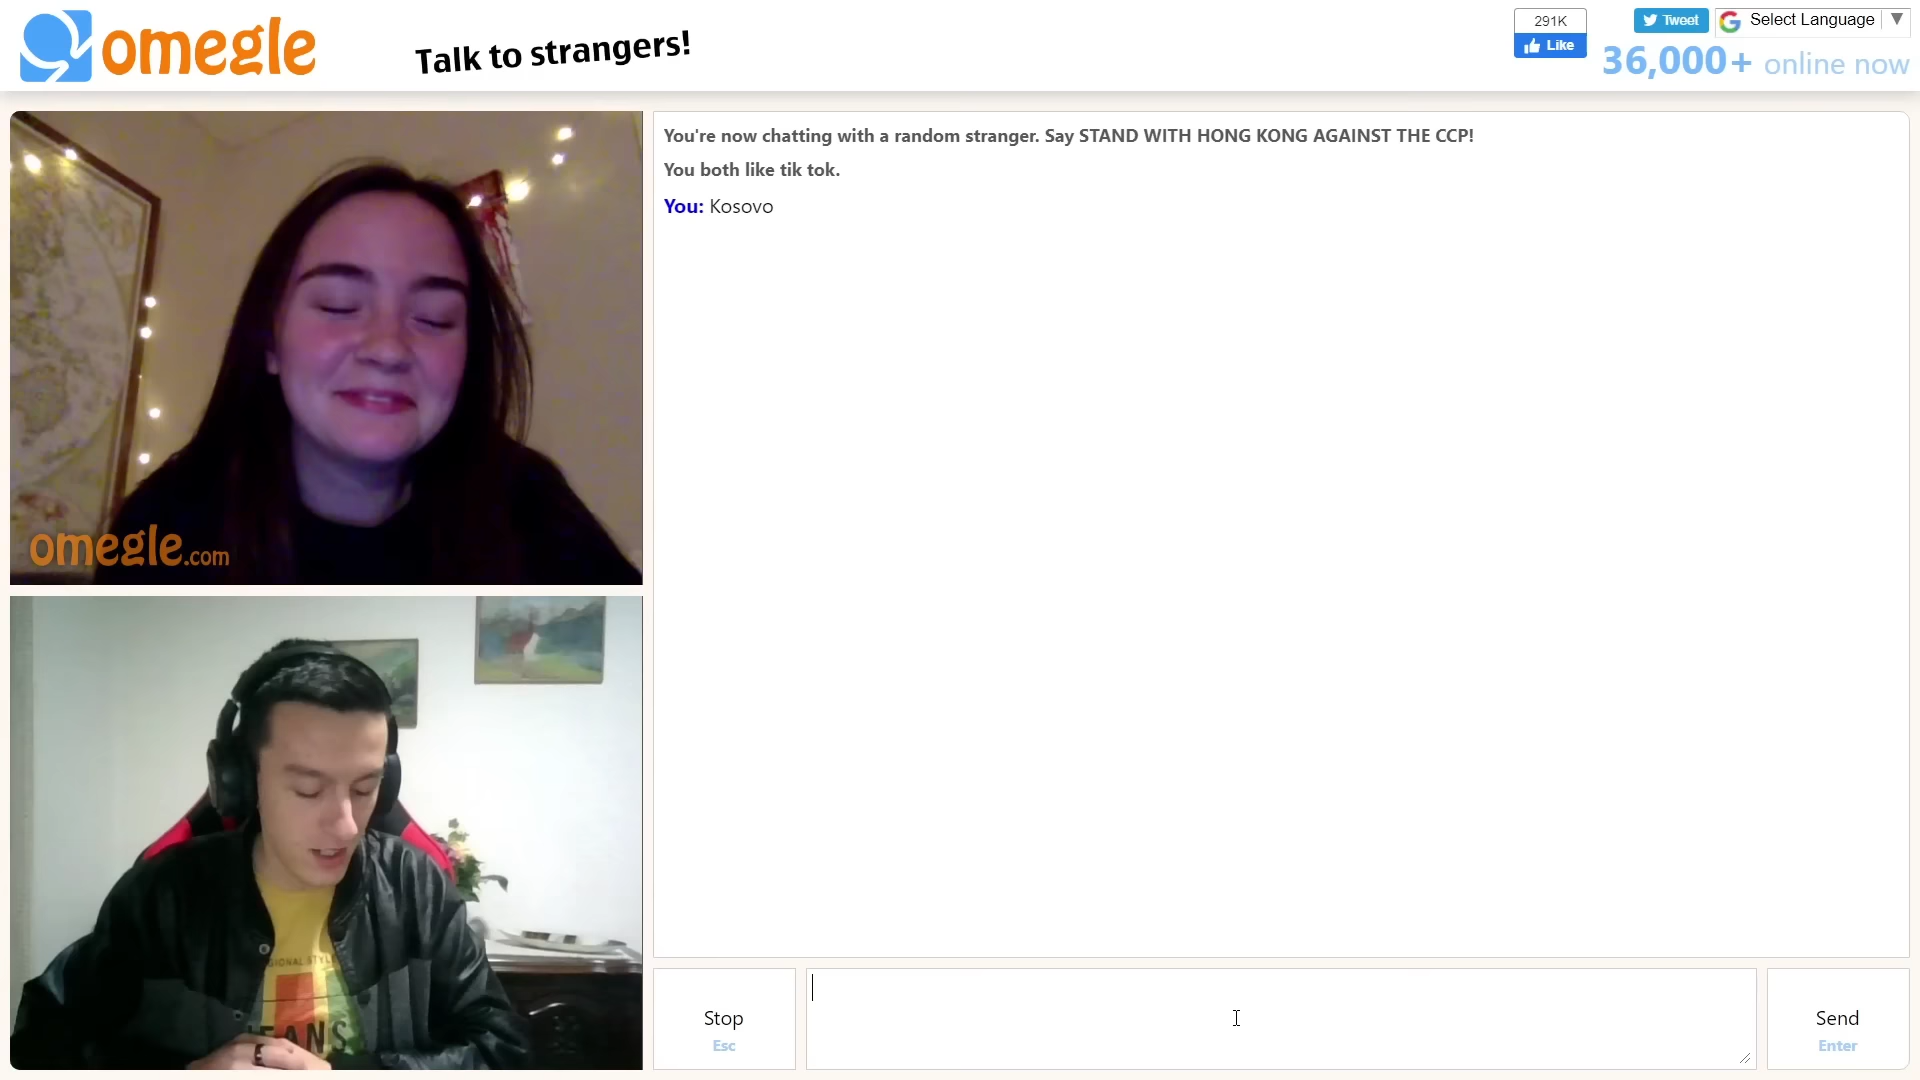 omegle
Talk to strangers!
291K
Like
Tweet
Select Language
36,000+ online now
You're now chatting with a random stranger. Say STAND WITH HONG KONG AGAINST THE CCP!
You both like tik tok.
You: Kosovo
omegle.com
JEANS
Stop
Esc
Send
Enter